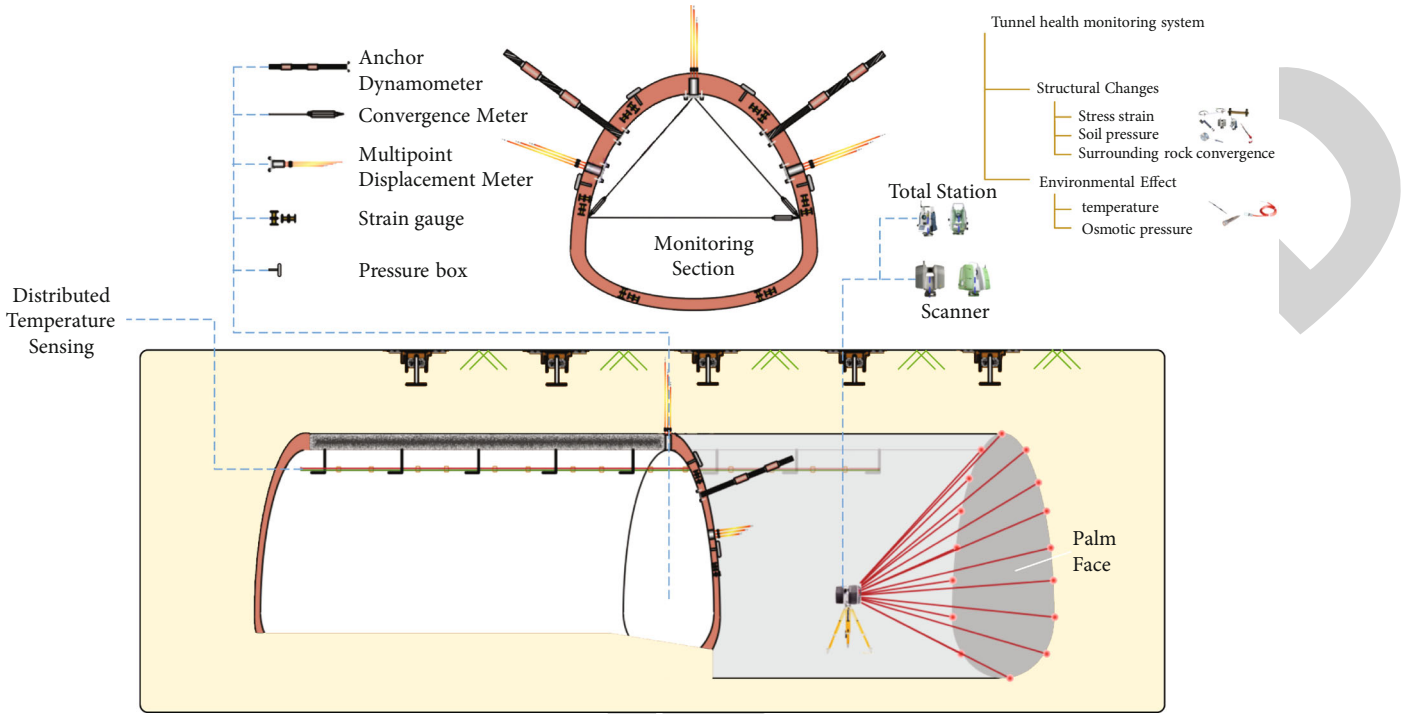 Anchor
Dynamometer
Convergence Meter
Multipoint
Displacement Meter
Strain gauge
Pressure box
Distributed
Temperature
Sensing
Monitoring
Section
Total Station
Scanner
Tunnel health monitoring system
Structural Changes
Stress strain
Soil pressure
Surrounding rock convergence
Environmental Effect
temperature
Osmotic pressure
Palm
Face